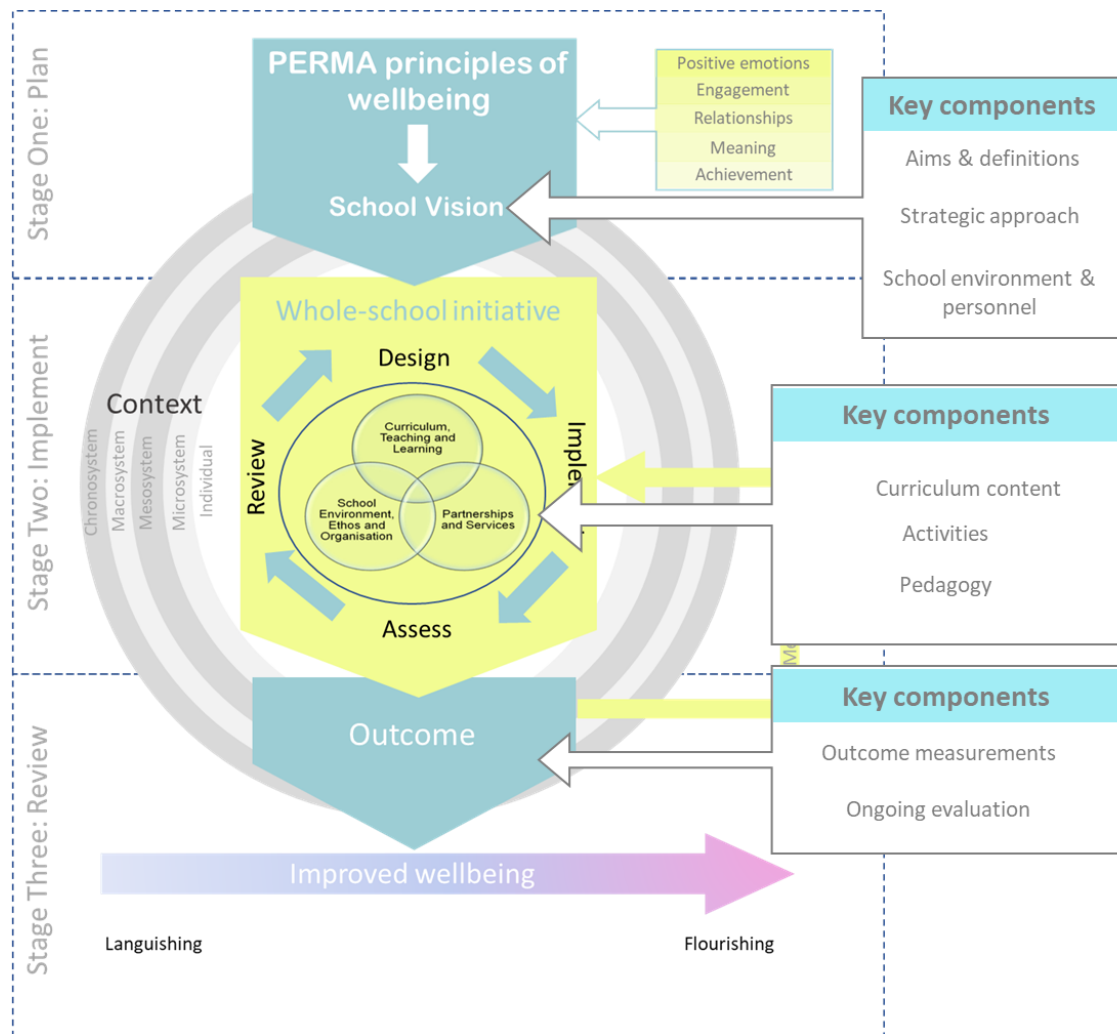 Stage One: Plan
PERMA principles of
wellbeing
School Vision
Positive emotions
Engagement
Relationships
Meaning
Achievement
Key components
Aims & definitions
Strategic approach
School environment &
personnel
Stage Two: Implement
Context
Chronosystem
Macrosystem
Mesosystem
Microsystem
Individual
Whole-school initiative
Design
Review
Assess
Curriculum,
Teaching and
Learning
School
Environment,
Ethos and
Organisation
Partnerships
and Services
Key components
Curriculum content
Activities
Pedagogy
Stage Three: Review
Outcome
Key components
Outcome measurements
Ongoing evaluation
Improved wellbeing
Languishing
Flourishing